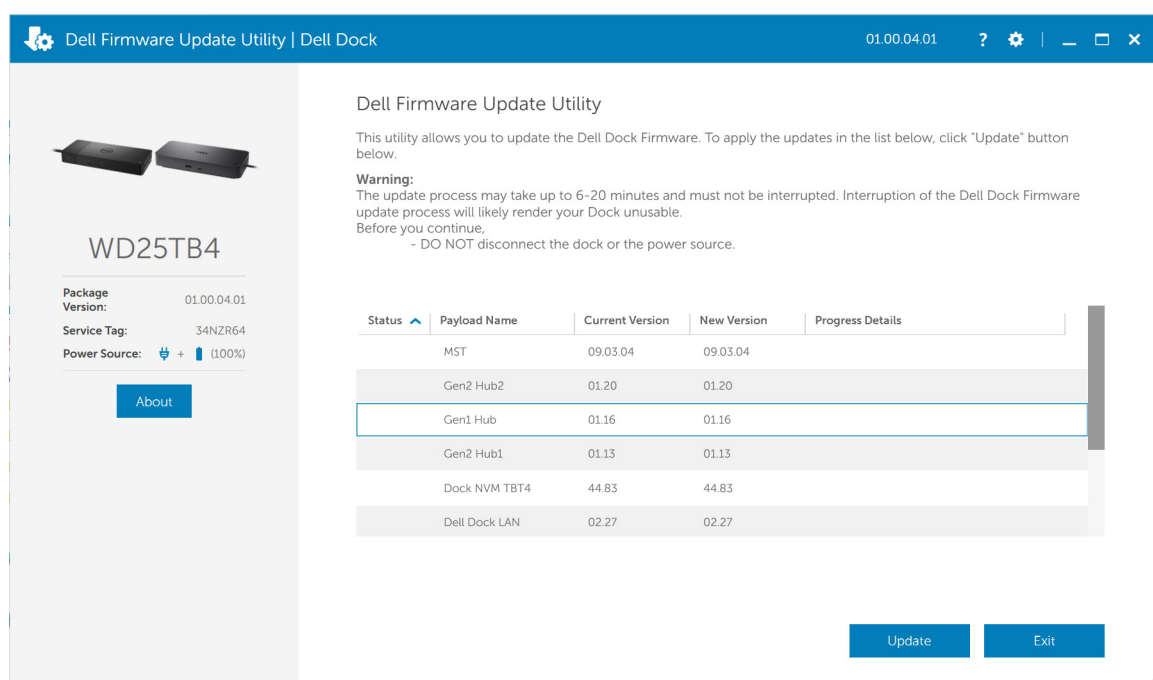 Dell Firmware Update Utility | Dell Dock
01.00.04.01
?
Dell Firmware Update Utility
This utility allows you to update the Dell Dock Firmware. To apply the updates in the list below, click "Update" button
below.
Warning:
The update process may take up to 6-20 minutes and must not be interrupted. Interruption of the Dell Dock Firmware
update process will likely render your Dock unusable.
Before you continue,
- DO NOT disconnect the dock or the power source.
WD25TB4
Package Version: 01.00.04.01
Service Tag: 34NZR64
Power Source: + (100%)
About
Status Payload Name Current Version New Version Progress Details
MST 09.03.04 09.03.04
Gen2 Hub2 01.20 01.20
Gen1 Hub 01.16 01.16
Gen2 Hub1 01.13 01.13
Dock NVM TBT4 44.83 44.83
Dell Dock LAN 02.27 02.27
Update Exit